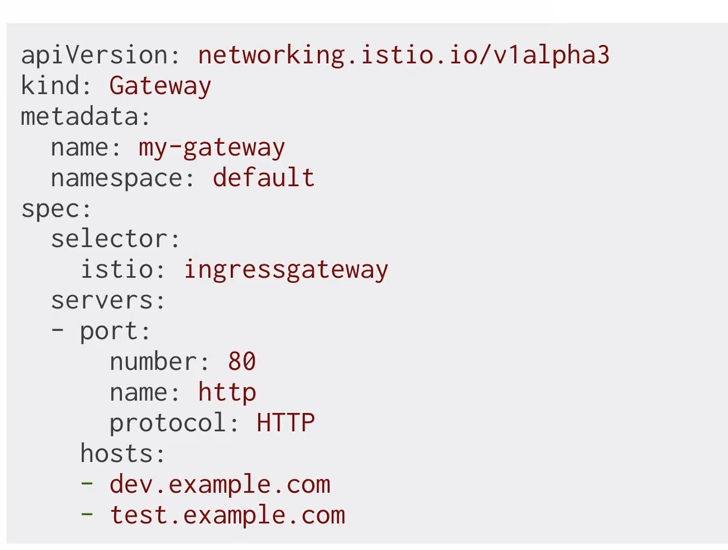 apiVersion: networking.istio.io/v1alpha3
kind: Gateway
metadata:
  name: my-gateway
  namespace: default
spec:
  selector:
    istio: ingressgateway
  servers:
  - port:
      number: 80
      name: http
      protocol: HTTP
    hosts:
    - dev.example.com
    - test.example.com